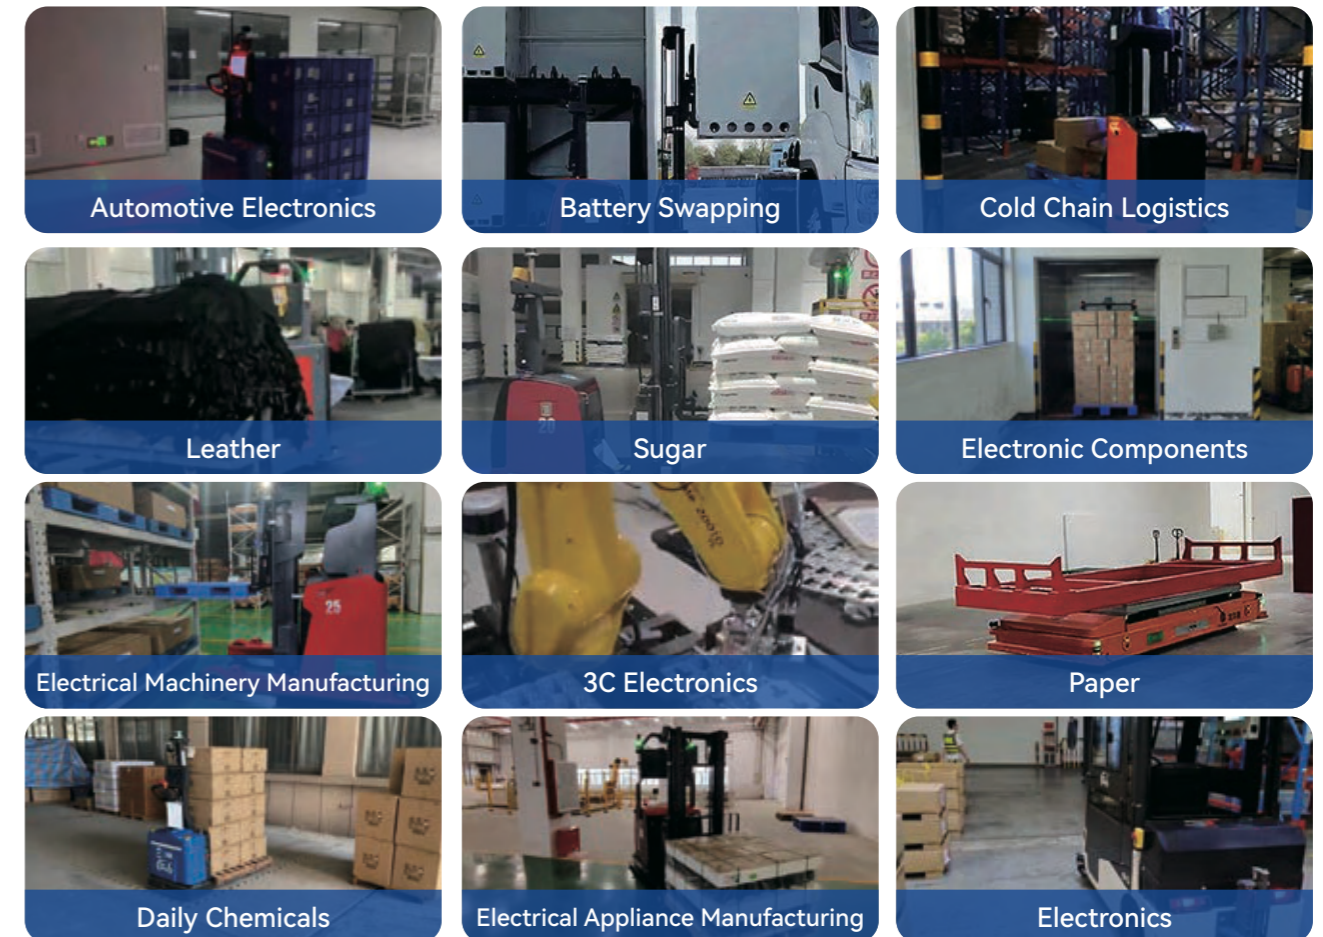 Automotive Electronics
Battery Swapping
Cold Chain Logistics
Leather
Sugar
Electronic Components
25
Electrical Machinery Manufacturing
3C Electronics
Paper
Daily Chemicals
Electrical Appliance Manufacturing
Electronics